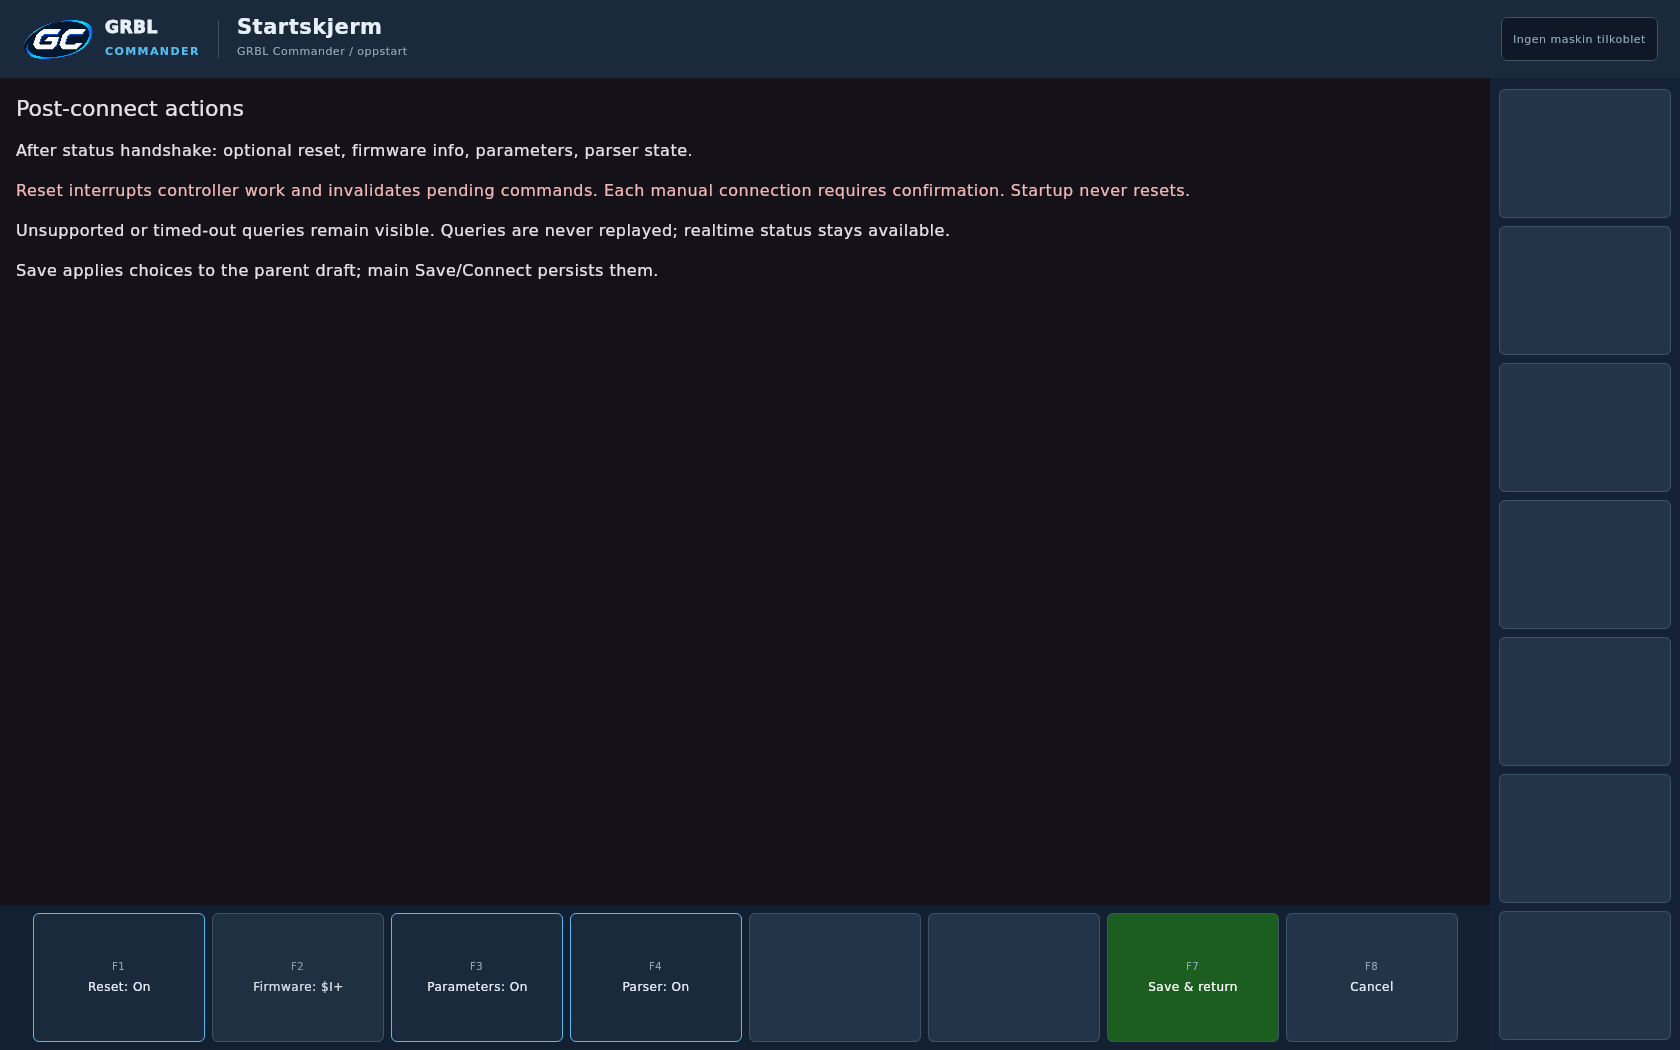 GC
GRBL
COMMANDER
Startskjerm
GRBL Commander / oppstart
Ingen maskin tilkoblet
Post-connect actions
After status handshake: optional reset, firmware info, parameters, parser state.
Reset interrupts controller work and invalidates pending commands. Each manual connection requires confirmation. Startup never resets.
Unsupported or timed-out queries remain visible. Queries are never replayed; realtime status stays available.
Save applies choices to the parent draft; main Save/Connect persists them.
F1
Reset: On
F2
Firmware: $I+
F3
Parameters: On
F4
Parser: On
F7
Save & return
F8
Cancel